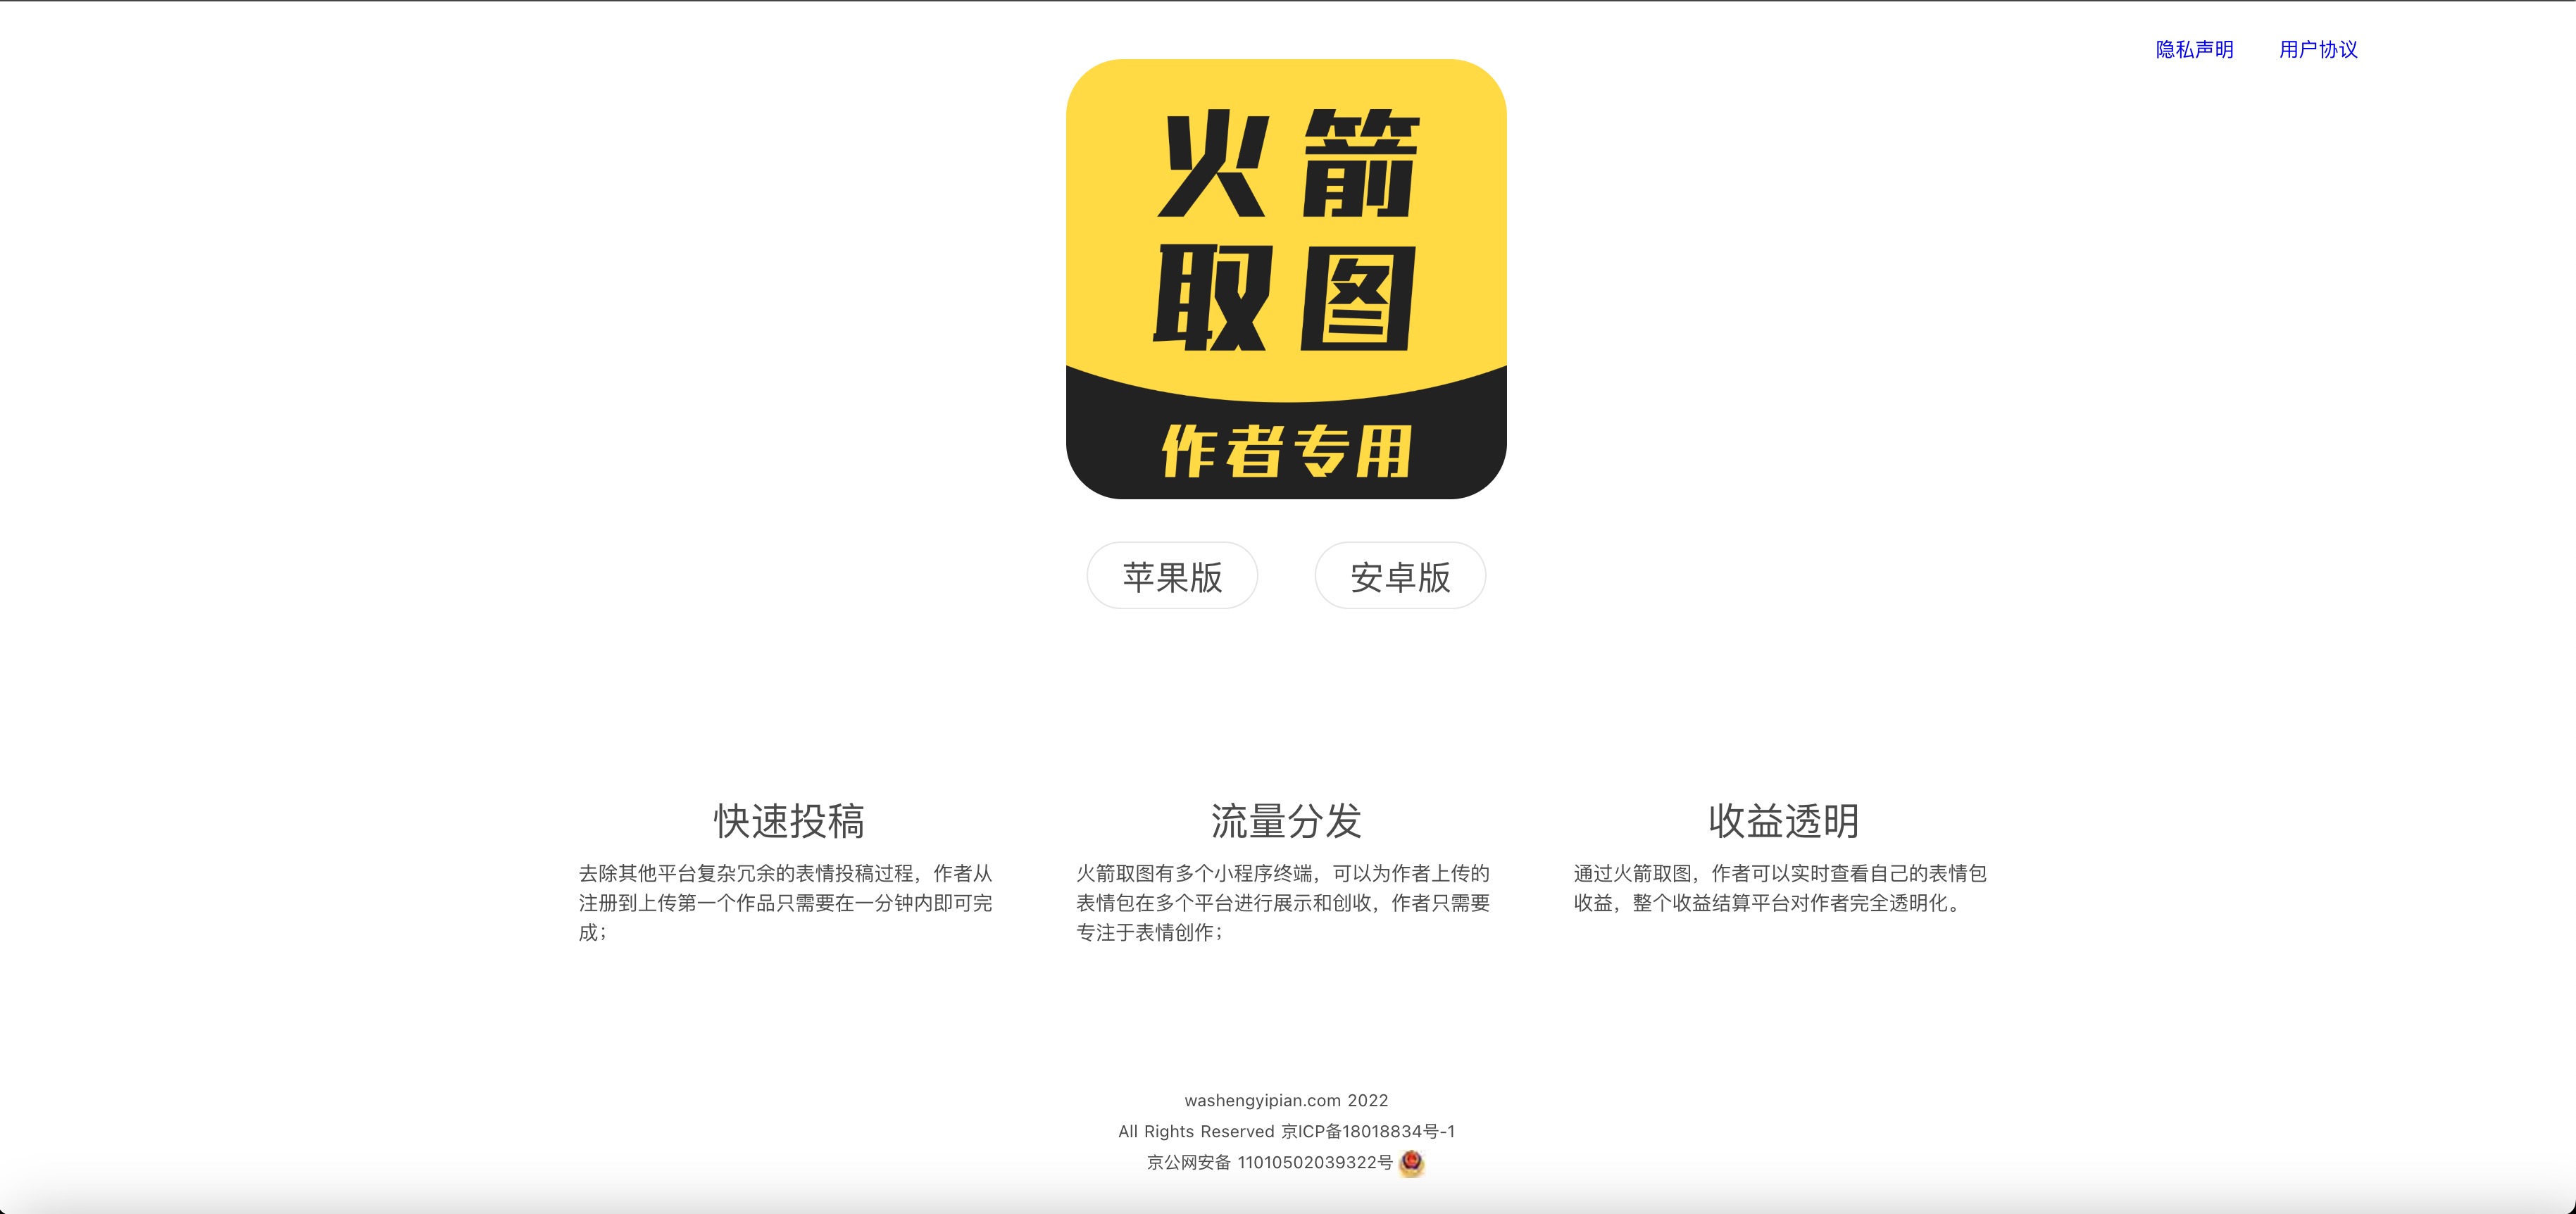 隐私声明 用户协议
火箭
取图
作者专用
苹果版 安卓版
快速投稿
去除其他平台复杂冗余的表情投稿过程，作者从
注册到上传第一个作品只需要在一分钟内即可完
成；
流量分发
火箭取图有多个小程序终端，可以为作者上传的
表情包在多个平台进行展示和创收，作者只需要
专注于表情创作；
收益透明
通过火箭取图，作者可以实时查看自己的表情包
收益，整个收益结算平台对作者完全透明化。
washengyipian.com 2022
All Rights Reserved 京ICP备18018834号-1
京公网安备 11010502039322号